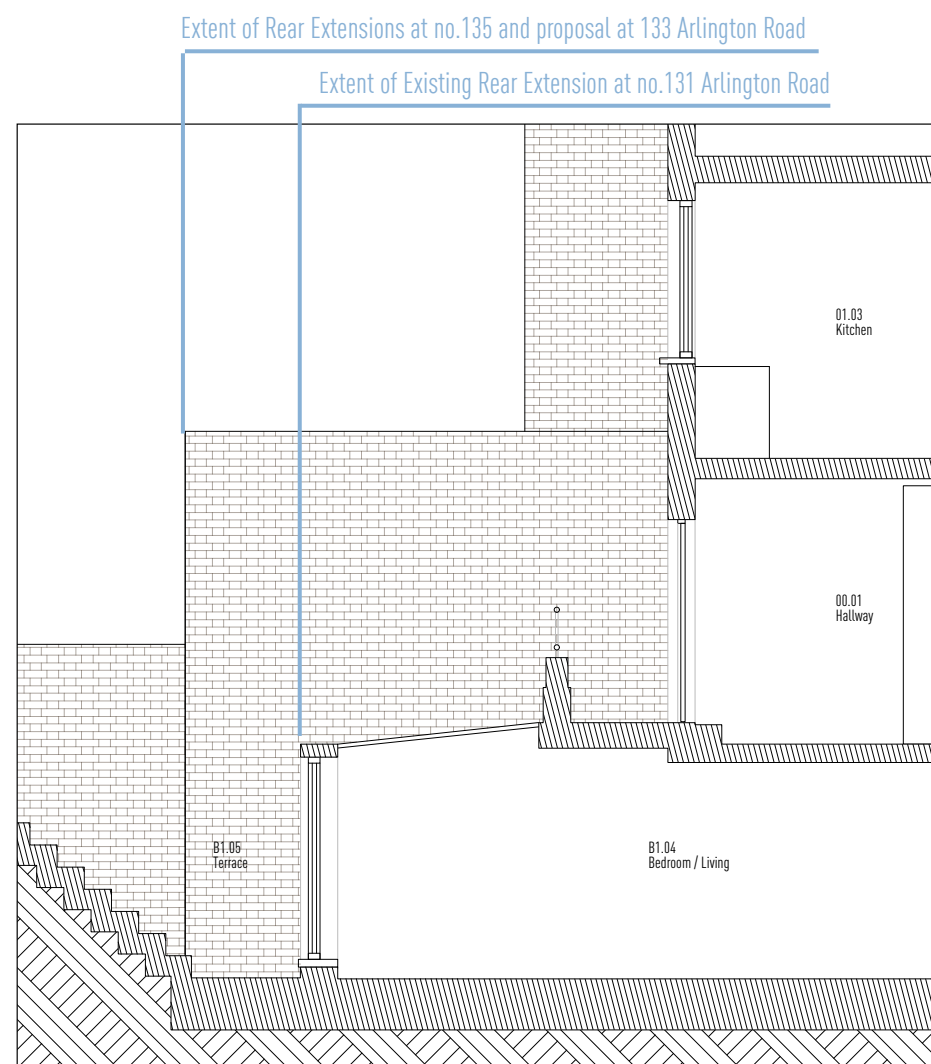 Extent of Rear Extensions at no.135 and proposal at 133 Arlington Road
Extent of Existing Rear Extension at no.131 Arlington Road
01.03
Kitchen
00.01
Hallway
B1.05
Terrace
B1.04
Bedroom / Living